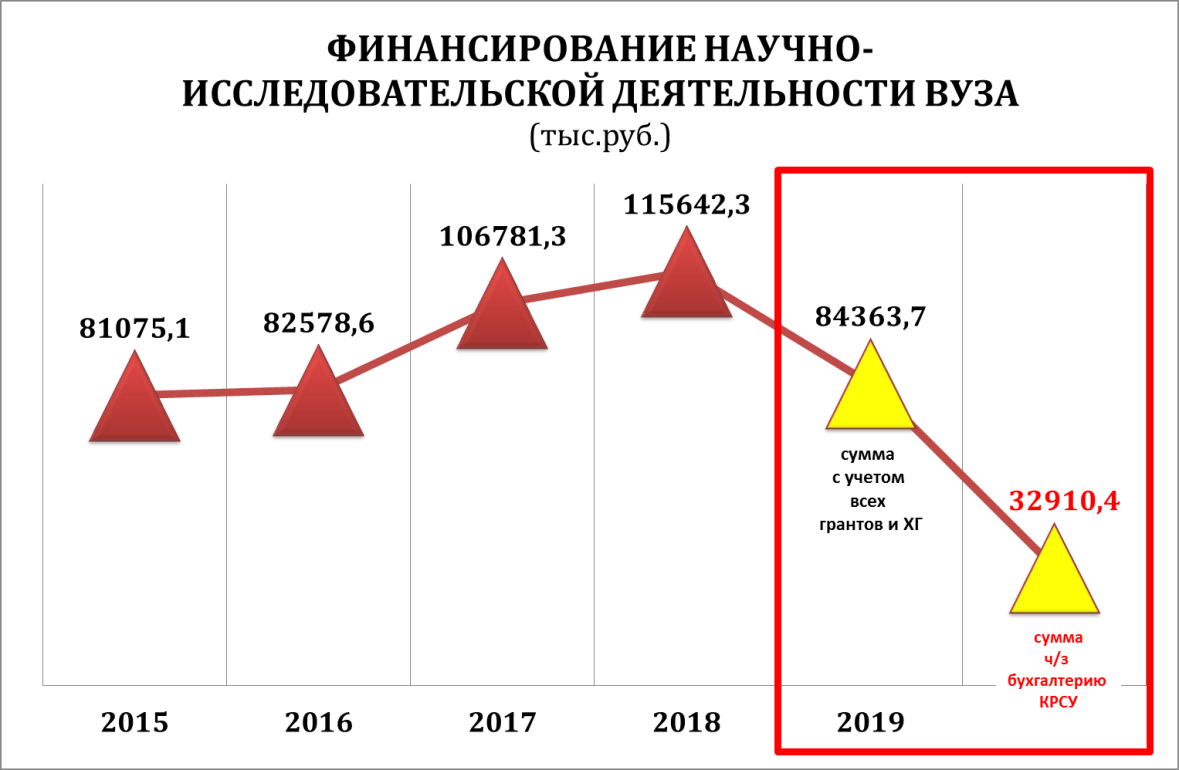 ФИНАНСИРОВАНИЕ НАУЧНО-
ИССЛЕДОВАТЕЛЬСКОЙ ДЕЯТЕЛЬНОСТИ ВУЗА
(тыс.руб.)
81075,1
82578,6
106781,3
115642,3
84363,7
сумма
с учетом
всех
грантов и ХГ
32910,4
сумма
ч/з
бухгалтерию
КРСУ
2015
2016
2017
2018
2019